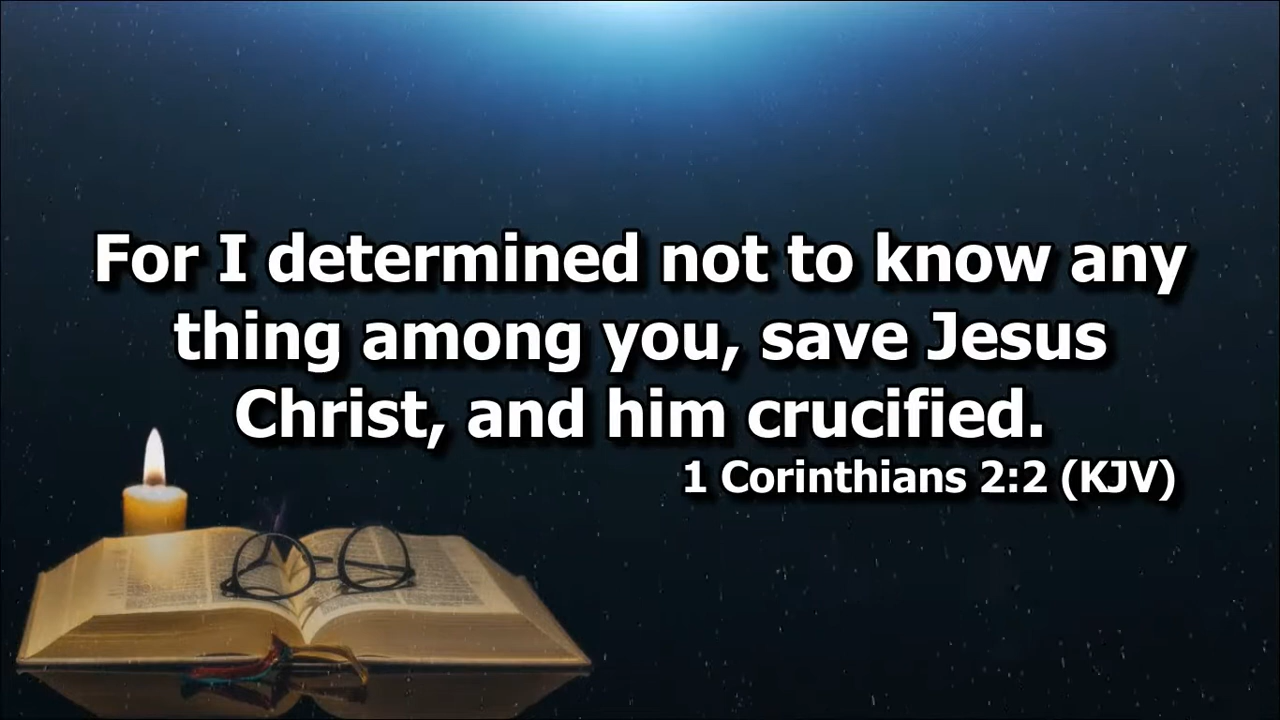 For I determined not to know any
thing among you, save Jesus
Christ, and him crucified.
1 Corinthians 2:2 (KJV)